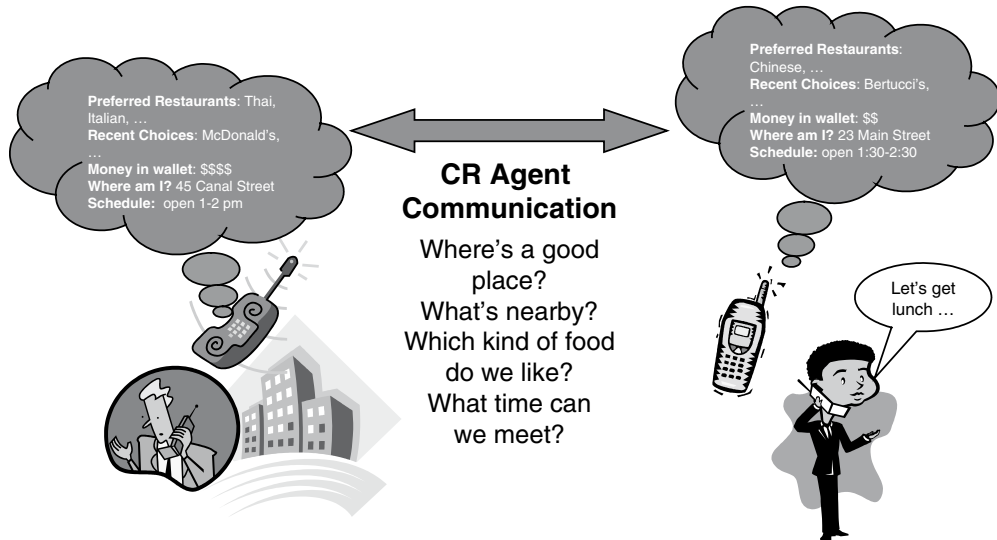 Preferred Restaurants: Thai,
Italian, …
Recent Choices: McDonald's,
…
Money in wallet: $$$$
Where am I? 45 Canal Street
Schedule: open 1-2 pm
Preferred Restaurants:
Chinese, …
Recent Choices: Bertucci's,
…
Money in wallet: $$
Where am I? 23 Main Street
Schedule: open 1:30-2:30
CR Agent
Communication
Where's a good
place?
What's nearby?
Which kind of food
do we like?
What time can
we meet?
Let's get
lunch …